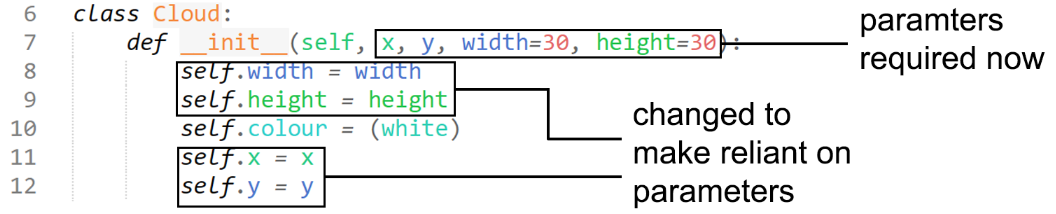 6 class Cloud:
7 def __init__(self, x, y, width=30, height=30):
8 self.width = width
9 self.height = height
10 self.colour = (white)
11 self.x = x
12 self.y = y
paramters
required now
changed to
make reliant on
parameters